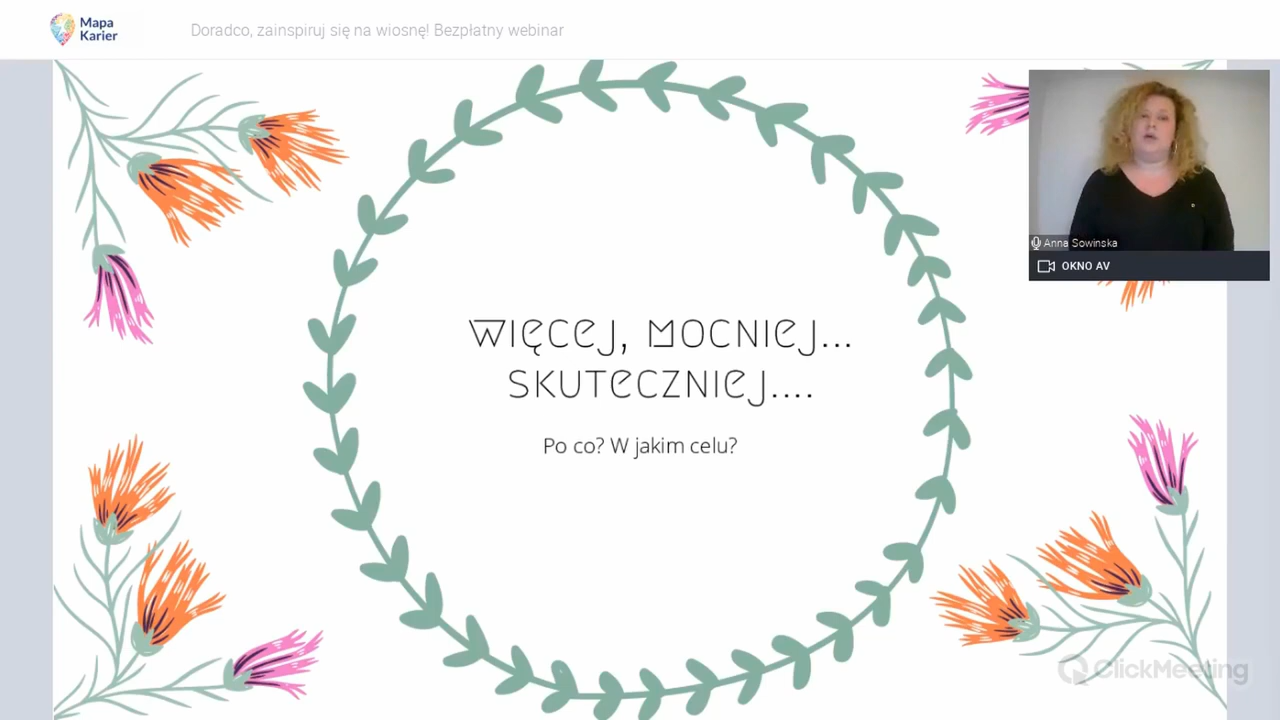 Mapa
Karier
Doradco, zainspiruj się na wiosnę! Bezpłatny webinar
Anna Sowinska
OKNO AV
WIĘCEJ, MOCNIEJ...
SKUTECZNIEJ....
Po co? W jakim celu?
ClickMeeting